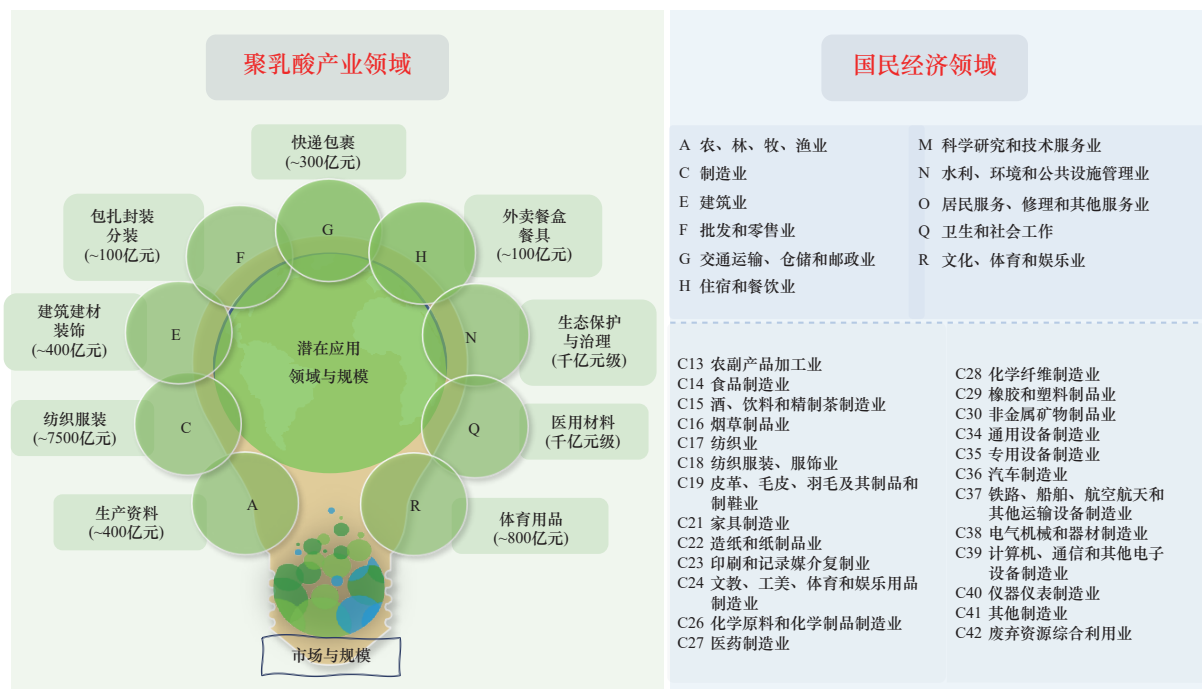 聚乳酸产业领域
快递包裹
(~300亿元)
包扎封装
分装
(~100亿元)
外卖餐盒
餐具
(~100亿元)
建筑建材
装饰
(~400亿元)
生态保护
与治理
(千亿元级)
纺织服装
(~7500亿元)
医用材料
(千亿元级)
生产资料
(~400亿元)
体育用品
(~800亿元)
G
F
H
E
N
C
Q
A
R
潜在应用
领域与规模
市场与规模
国民经济领域
A 农、林、牧、渔业
C 制造业
E 建筑业
F 批发和零售业
G 交通运输、仓储和邮政业
H 住宿和餐饮业
M 科学研究和技术服务业
N 水利、环境和公共设施管理业
O 居民服务、修理和其他服务业
Q 卫生和社会工作
R 文化、体育和娱乐业
C13 农副产品加工业
C14 食品制造业
C15 酒、饮料和精制茶制造业
C16 烟草制品业
C17 纺织业
C18 纺织服装、服饰业
C19 皮革、毛皮、羽毛及其制品和
制鞋业
C21 家具制造业
C22 造纸和纸制品业
C23 印刷和记录媒介复制业
C24 文教、工美、体育和娱乐用品
制造业
C26 化学原料和化学制品制造业
C27 医药制造业
C28 化学纤维制造业
C29 橡胶和塑料制品业
C30 非金属矿物制品业
C34 通用设备制造业
C35 专用设备制造业
C36 汽车制造业
C37 铁路、船舶、航空航天和
其他运输设备制造业
C38 电气机械和器材制造业
C39 计算机、通信和其他电子
设备制造业
C40 仪器仪表制造业
C41 其他制造业
C42 废弃资源综合利用业